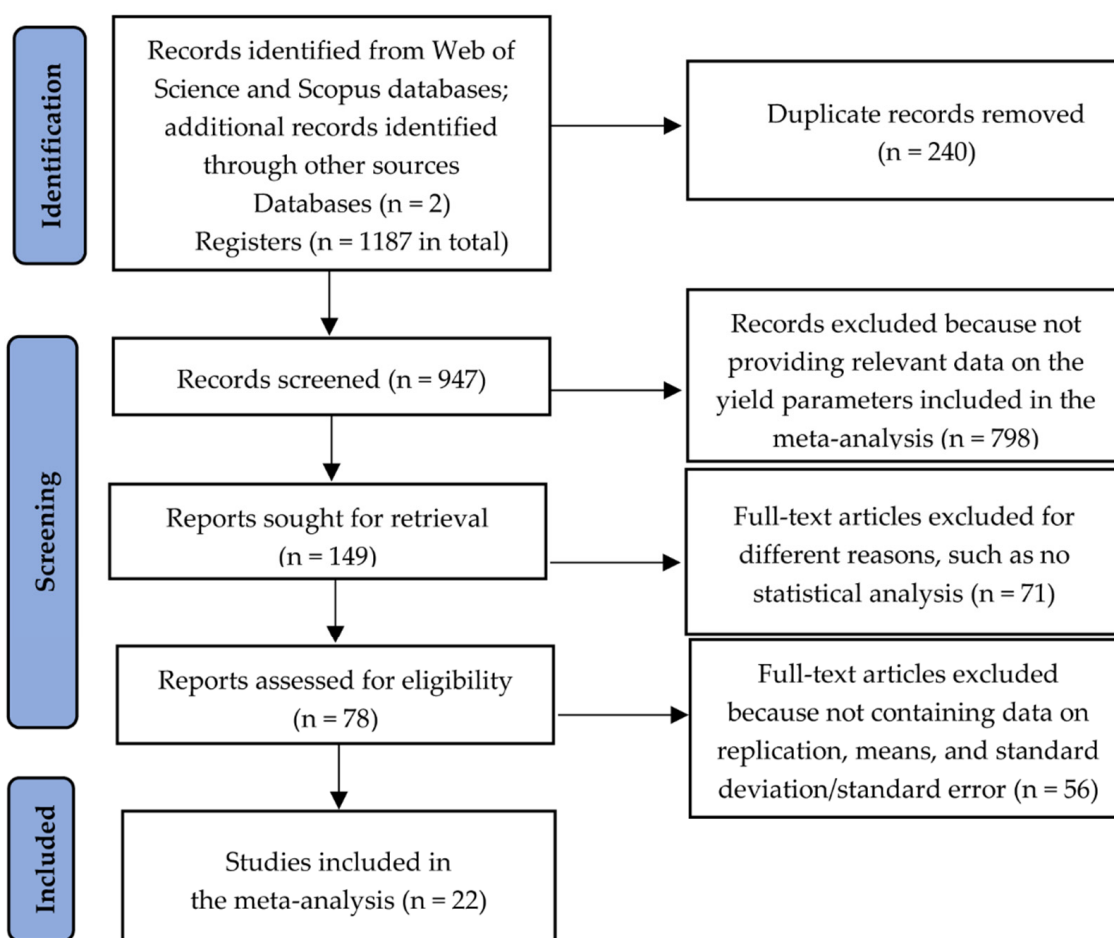 Identification
Records identified from Web of
Science and Scopus databases;
additional records identified
through other sources
Databases (n = 2)
Registers (n = 1187 in total)
Duplicate records removed
(n = 240)
Screening
Records screened (n = 947)
Records excluded because not
providing relevant data on the
yield parameters included in the
meta-analysis (n = 798)
Reports sought for retrieval
(n = 149)
Full-text articles excluded for
different reasons, such as no
statistical analysis (n = 71)
Reports assessed for eligibility
(n = 78)
Full-text articles excluded
because not containing data on
replication, means, and standard
deviation/standard error (n = 56)
Included
Studies included in
the meta-analysis (n = 22)